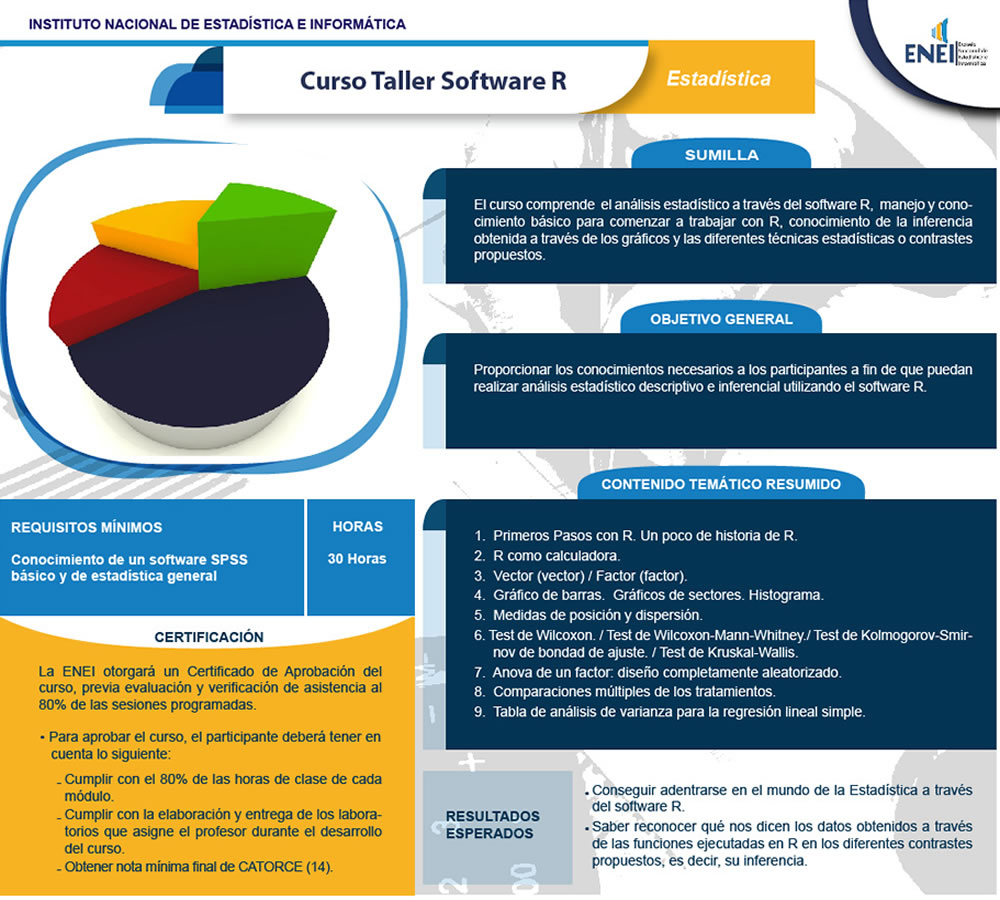 INSTITUTO NACIONAL DE ESTADÍSTICA E INFORMÁTICA
ENEI
Escuela
Nacional de
Estadística e
Informática
Curso Taller Software R
Estadística
SUMILLA
El curso comprende el análisis estadístico a través del software R, manejo y cono-
cimiento básico para comenzar a trabajar con R, conocimiento de la inferencia
obtenida a través de los gráficos y las diferentes técnicas estadísticas o contrastes
propuestos.
OBJETIVO GENERAL
Proporcionar los conocimientos necesarios a los participantes a fin de que puedan
realizar análisis estadístico descriptivo e inferencial utilizando el software R.
REQUISITOS MÍNIMOS
Conocimiento de un software SPSS
básico y de estadística general
HORAS
30 Horas
CONTENIDO TEMÁTICO RESUMIDO
1. Primeros Pasos con R. Un poco de historia de R.
2. R como calculadora.
3. Vector (vector) / Factor (factor).
4. Gráfico de barras. Gráficos de sectores. Histograma.
5. Medidas de posición y dispersión.
6. Test de Wilcoxon. / Test de Wilcoxon-Mann-Whitney./ Test de Kolmogorov-Smir-
nov de bondad de ajuste. / Test de Kruskal-Wallis.
7. Anova de un factor: diseño completamente aleatorizado.
8. Comparaciones múltiples de los tratamientos.
9. Tabla de análisis de varianza para la regresión lineal simple.
CERTIFICACIÓN
La ENEI otorgará un Certificado de Aprobación del
curso, previa evaluación y verificación de asistencia al
80% de las sesiones programadas.
• Para aprobar el curso, el participante deberá tener en
cuenta lo siguiente:
- Cumplir con el 80% de las horas de clase de cada
módulo.
- Cumplir con la elaboración y entrega de los labora-
torios que asigne el profesor durante el desarrollo
del curso.
- Obtener nota mínima final de CATORCE (14).
RESULTADOS
ESPERADOS
• Conseguir adentrarse en el mundo de la Estadística a través
del software R.
• Saber reconocer qué nos dicen los datos obtenidos a través
de las funciones ejecutadas en R en los diferentes contrastes
propuestos, es decir, su inferencia.